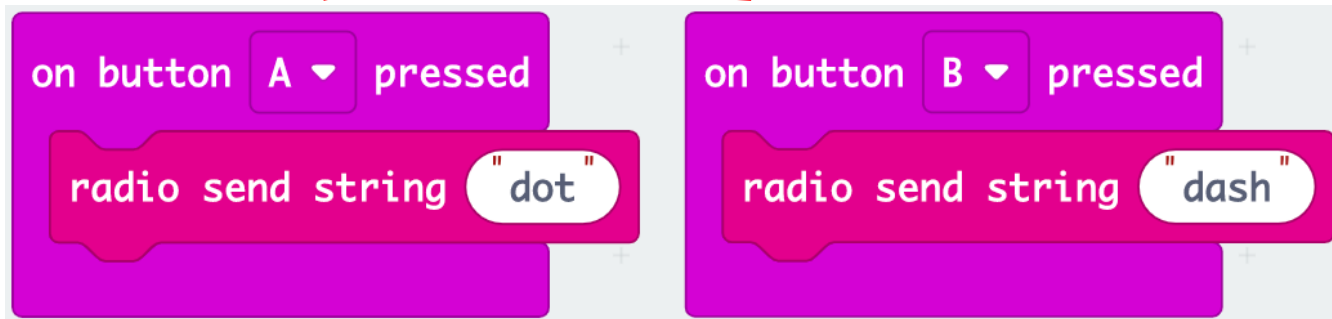 on button A pressed
radio send string "dot"
on button B pressed
radio send string "dash"